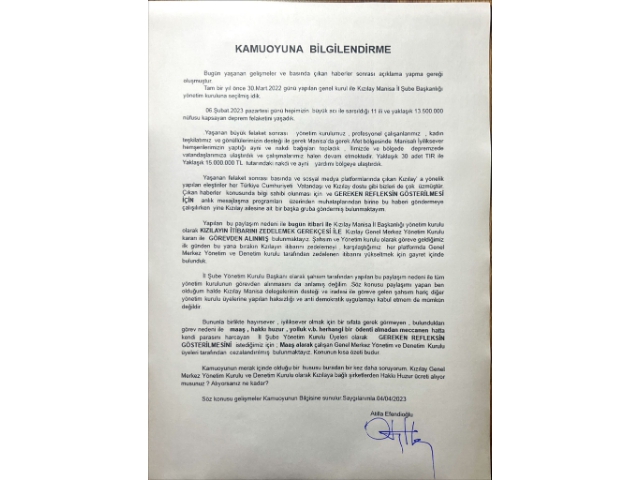 KAMUOYUNA BİLGİLENDİRME
Bugün yaşanan gelişmeler ve basında çıkan haberler sonrası açıklama yapma gereği
oluşmuştur.
Tam bir yıl önce 30.Mart.2022 günü yapılan genel kurul ile Kızılay Manisa İl Şube Başkanlığı
yönetim kuruluna seçilmiş idik.
06.Şubat 2023 pazartesi günü hepimizin büyük acı ile sarsıldığı 11 ili ve yaklaşık 13.500.000
nüfusu kapsayan deprem felaketini yaşadık.
Yaşanan büyük felaket sonrası yönetim kurulumuz , profesyonel çalışanlarımız , kadın
teşkilatımız ve gönüllülerimizin desteği ile gerek Manisa'da gerek Afet bölgesinde Manisalı İyiliksever
hemşerilerimizin yaptığı ayni ve nakdi bağışları topladık , ilimizde ve bölgede depremzede
vatandaşlarımıza ulaştırdık ve çalışmalarımız halen devam etmektedir. Yaklaşık 30 adet TIR ile
Yaklaşık 15.000.000 TL tutarındaki nakdi ve ayni yardımı bölgeye ulaştırdık.
Yaşanan felaket sonrası basında ve sosyal medya platformlarında çıkan Kızılay' a yönelik
yapılan eleştiriler her Türkiye Cumhuriyeti Vatandaşı ve Kızılay dostu gibi bizleri de çok üzmüştür.
Çıkan haberler konusunda bilgi sahibi olunması için ve GEREKEN REFLEKSİN GÖSTERİLMESİ
İÇİN anlık mesajlaşma programları üzerinden muhataplarından birine bu haberi göndermeye
çalışırken yine Kızılay ailesine ait bir başka gruba göndermiş bulunmaktayım.
Yapılan bu paylaşım nedeni ile bugün itibari ile Kızılay Manisa İl Başkanlığı yönetim kurulu
olarak KIZILAYIN İTİBARINI ZEDELEMEK GEREKÇESİ İLE Kızılay Genel Merkez Yönetim Kurulu
kararı ile GÖREVDEN ALINMIŞ bulunmaktayız. Şahsım ve Yönetim kurulu olarak göreve geldiğimiz
ilk günden bu yana bırakın Kızılayın itibarını zedelemeyi , karşılaştığımız her platformda Genel
Merkez Yönetim ve Denetim kurulu tarafından zedelenen itibarını yükseltmek için gayret içinde
bulunduk.
İl Şube Yönetim Kurulu Başkanı olarak şahsım tarafından yapılan bu paylaşım nedeni ile tüm
yönetim kurulunun görevden alınmasını da anlamış değilim. Söz konusu paylaşımı yapan ben
olduğum halde Kızılay Manisa delegelerinin desteği ve iradesi ile göreve gelen şahsım hariç diğer
yönetim kurulu üyelerine yapılan haksızlığı ve anti demokratik uygulamayı kabul etmem de mümkün
değildir.
Bununla birlikte hayırsever , iyiliksever olmak için bir sıfata gerek görmeyen , bulundukları
görev nedeni ile maaş , hakkı huzur , yolluk v.b. herhangi bir ödenti almadan meccanen hatta
kendi parasını harcayan İl Şube Yönetim Kurulu Üyeleri olarak GEREKEN REFLEKSİN
GÖSTERİLMESİNİ istediğimiz için ; Maaş alarak çalışan Genel Merkez Yönetim ve Denetim Kurulu
üyeleri tarafından cezalandırılmış bulunmaktayız. Konunun kısa özeti budur.
Kamuoyunun merak içinde olduğu bir hususu buradan bir kez daha soruyorum. Kızılay Genel
Merkez Yönetim Kurulu ve Denetim Kurulu olarak Kızılaya bağlı şirketlerden Hakkı Huzur ücreti alıyor
musunuz ? Alıyorsanız ne kadar?
Söz konusu gelişmeler Kamuoyunun Bilgisine sunulur Saygılarımla 04/04/2023
Atilla Efendioğlu